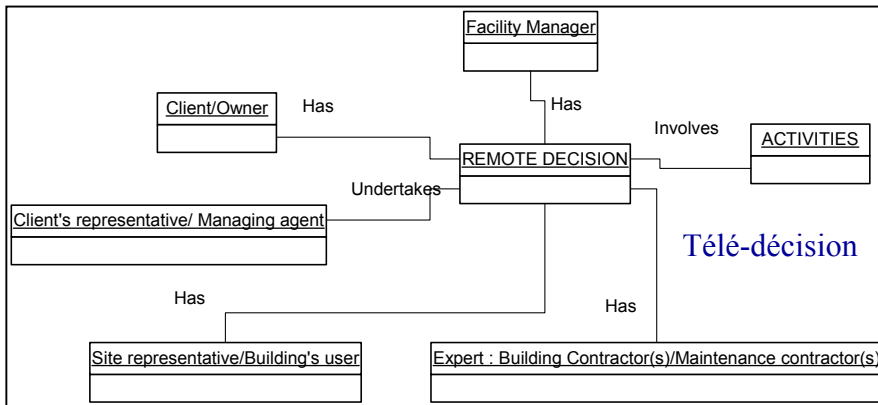 Facility Manager
Client/Owner
Has
Has
Involves
ACTIVITIES
REMOTE DECISION
Undertakes
Client's representative/ Managing agent
Télé-décision
Has
Has
Site representative/Building's user
Expert : Building Contractor(s)/Maintenance contractor(s)